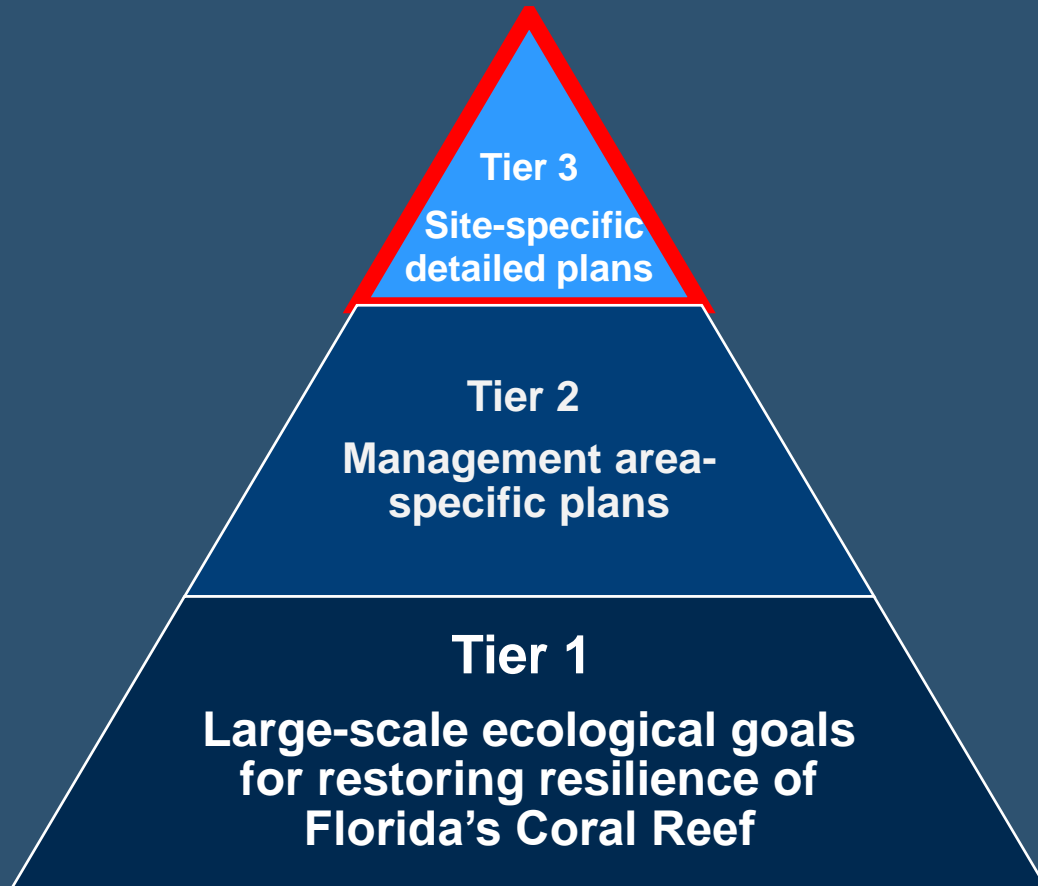 Tier 3
Site-specific
detailed plans
Tier 2
Management area-
specific plans
Tier 1
Large-scale ecological goals
for restoring resilience of
Florida’s Coral Reef